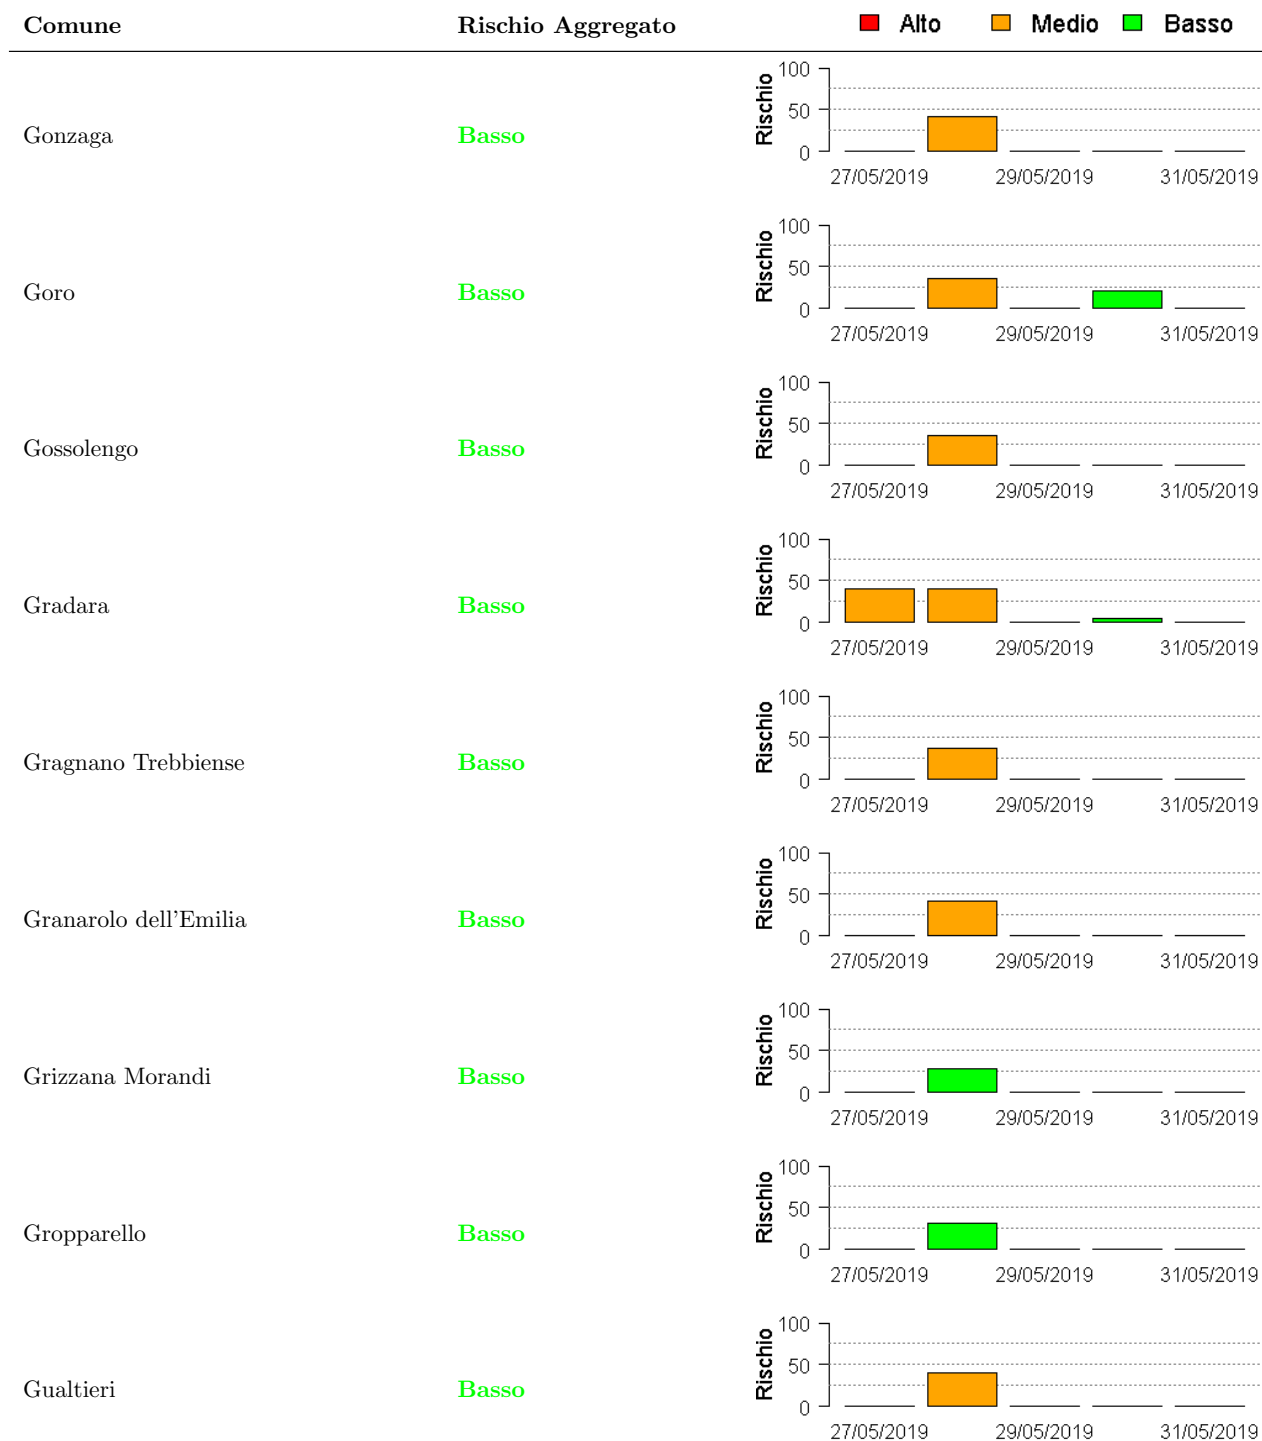 Comune Rischio Aggregato Alto Medio Basso
Gonzaga Basso Rischio 100 50 0
27/05/2019 29/05/2019 31/05/2019
Goro Basso Rischio 100 50 0
27/05/2019 29/05/2019 31/05/2019
Gossolengo Basso Rischio 100 50 0
27/05/2019 29/05/2019 31/05/2019
Gradara Basso Rischio 100 50 0
27/05/2019 29/05/2019 31/05/2019
Gragnano Trebbiense Basso Rischio 100 50 0
27/05/2019 29/05/2019 31/05/2019
Granarolo dell'Emilia Basso Rischio 100 50 0
27/05/2019 29/05/2019 31/05/2019
Grizzana Morandi Basso Rischio 100 50 0
27/05/2019 29/05/2019 31/05/2019
Gropparello Basso Rischio 100 50 0
27/05/2019 29/05/2019 31/05/2019
Gualtieri Basso Rischio 100 50 0
27/05/2019 29/05/2019 31/05/2019